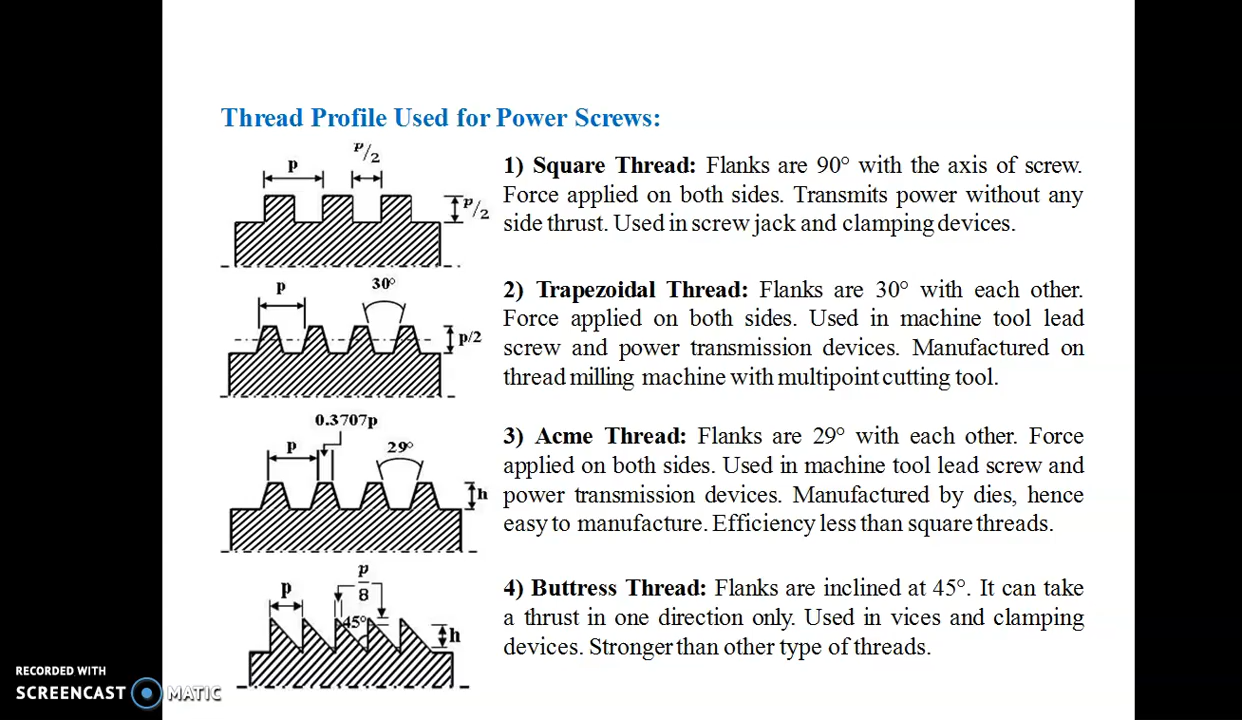 Thread Profile Used for Power Screws:
p
P/2
P/2
1) Square Thread: Flanks are 90° with the axis of screw.
Force applied on both sides. Transmits power without any
side thrust. Used in screw jack and clamping devices.
p
30°
p/2
2) Trapezoidal Thread: Flanks are 30° with each other.
Force applied on both sides. Used in machine tool lead
screw and power transmission devices. Manufactured on
thread milling machine with multipoint cutting tool.
0.3707p
p
29°
h
3) Acme Thread: Flanks are 29° with each other. Force
applied on both sides. Used in machine tool lead screw and
power transmission devices. Manufactured by dies, hence
easy to manufacture. Efficiency less than square threads.
p
p
8
45°
h
4) Buttress Thread: Flanks are inclined at 45°. It can take
a thrust in one direction only. Used in vices and clamping
devices. Stronger than other type of threads.
RECORDED WITH
SCREENCAST MATIC